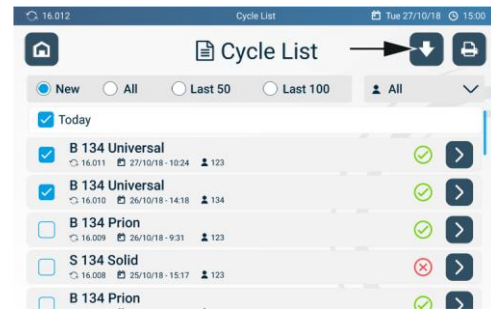 16.012 Cycle List Tue 27/10/18 15:00
Cycle List
New All Last 50 Last 100 All
Today
B 134 Universal
16.011 27/10/18 - 10:24 123
B 134 Universal
16.010 26/10/18 - 14:18 134
B 134 Prion
16.009 26/10/18 - 9:31 123
S 134 Solid
16.008 25/10/18 - 15:17 123
B 134 Prion